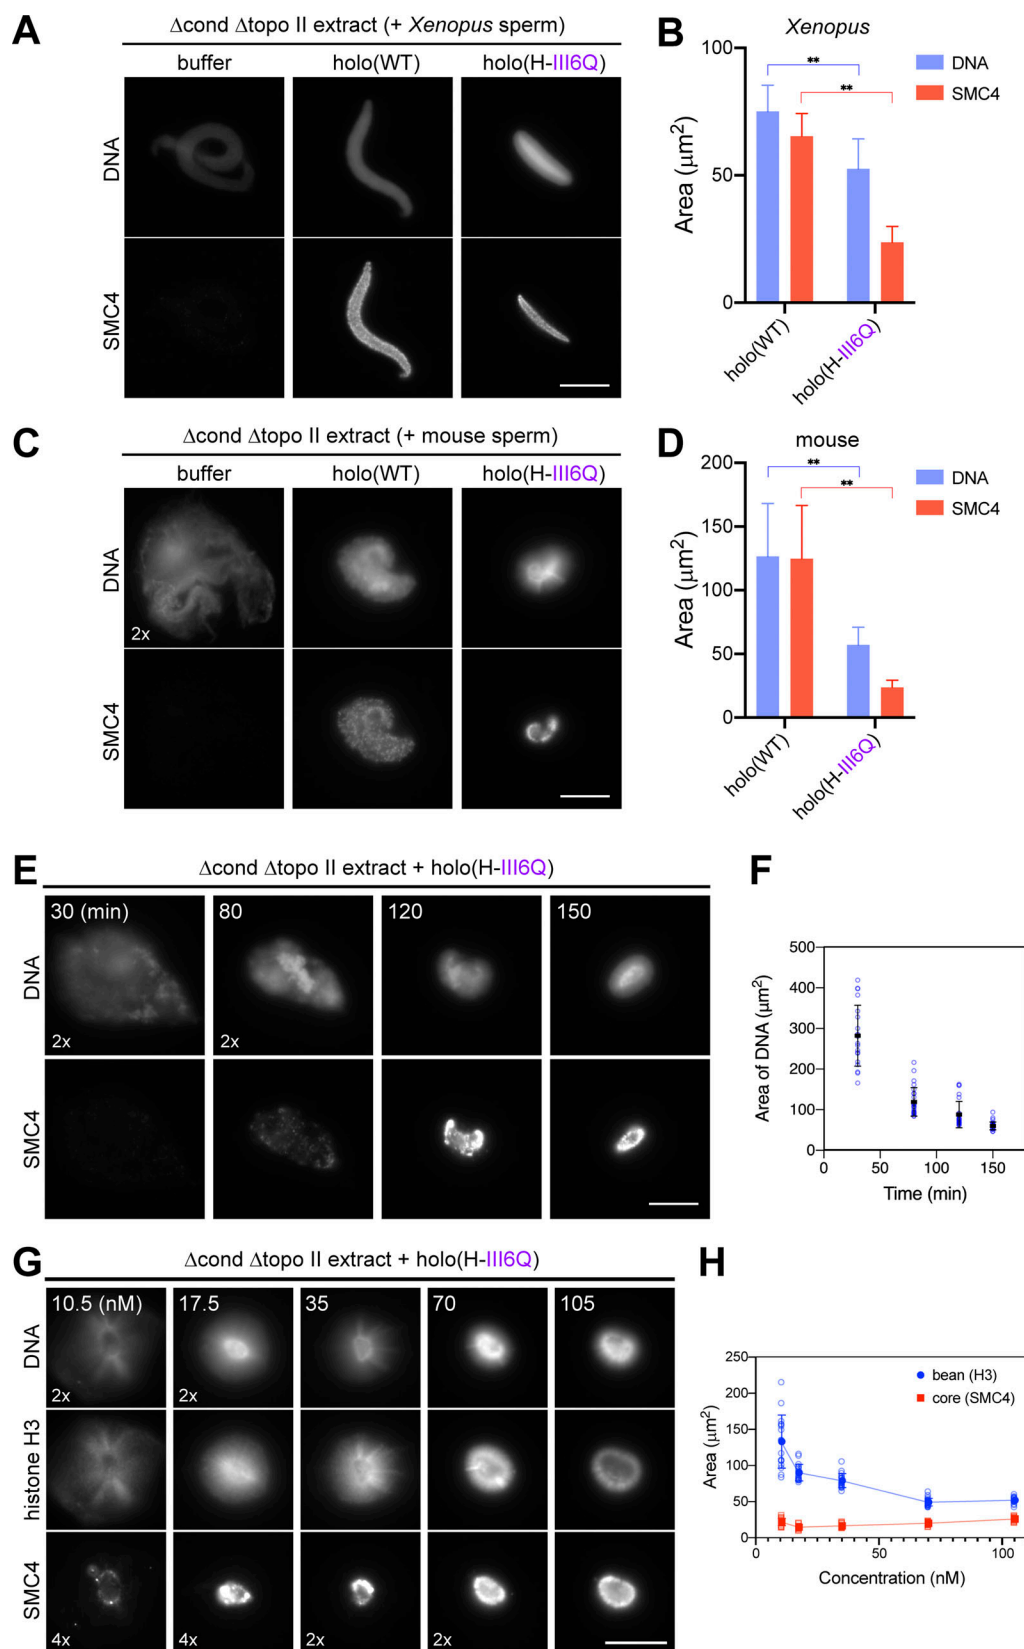 A
Δcond Δtopo II extract (+ Xenopus sperm)
buffer holo(WT) holo(H-III6Q)
DNA
SMC4
B
Xenopus
DNA
SMC4
**
**
Area (μm2)
100
50
0
holo(WT)
holo(H-III6Q)
C
Δcond Δtopo II extract (+ mouse sperm)
buffer holo(WT) holo(H-III6Q)
DNA
2x
SMC4
D
mouse
DNA
SMC4
**
**
Area (μm2)
200
150
100
50
0
holo(WT)
holo(H-III6Q)
E
Δcond Δtopo II extract + holo(H-III6Q)
30 (min) 80 120 150
DNA
2x 2x
SMC4
F
Area of DNA (μm2)
500
400
300
200
100
0
0 50 100 150
Time (min)
G
Δcond Δtopo II extract + holo(H-III6Q)
10.5 (nM) 17.5 35 70 105
DNA
2x 2x
histone H3
SMC4
4x 4x 2x 2x
H
bean (H3)
core (SMC4)
Area (μm2)
250
200
150
100
50
0
0 50 100
Concentration (nM)